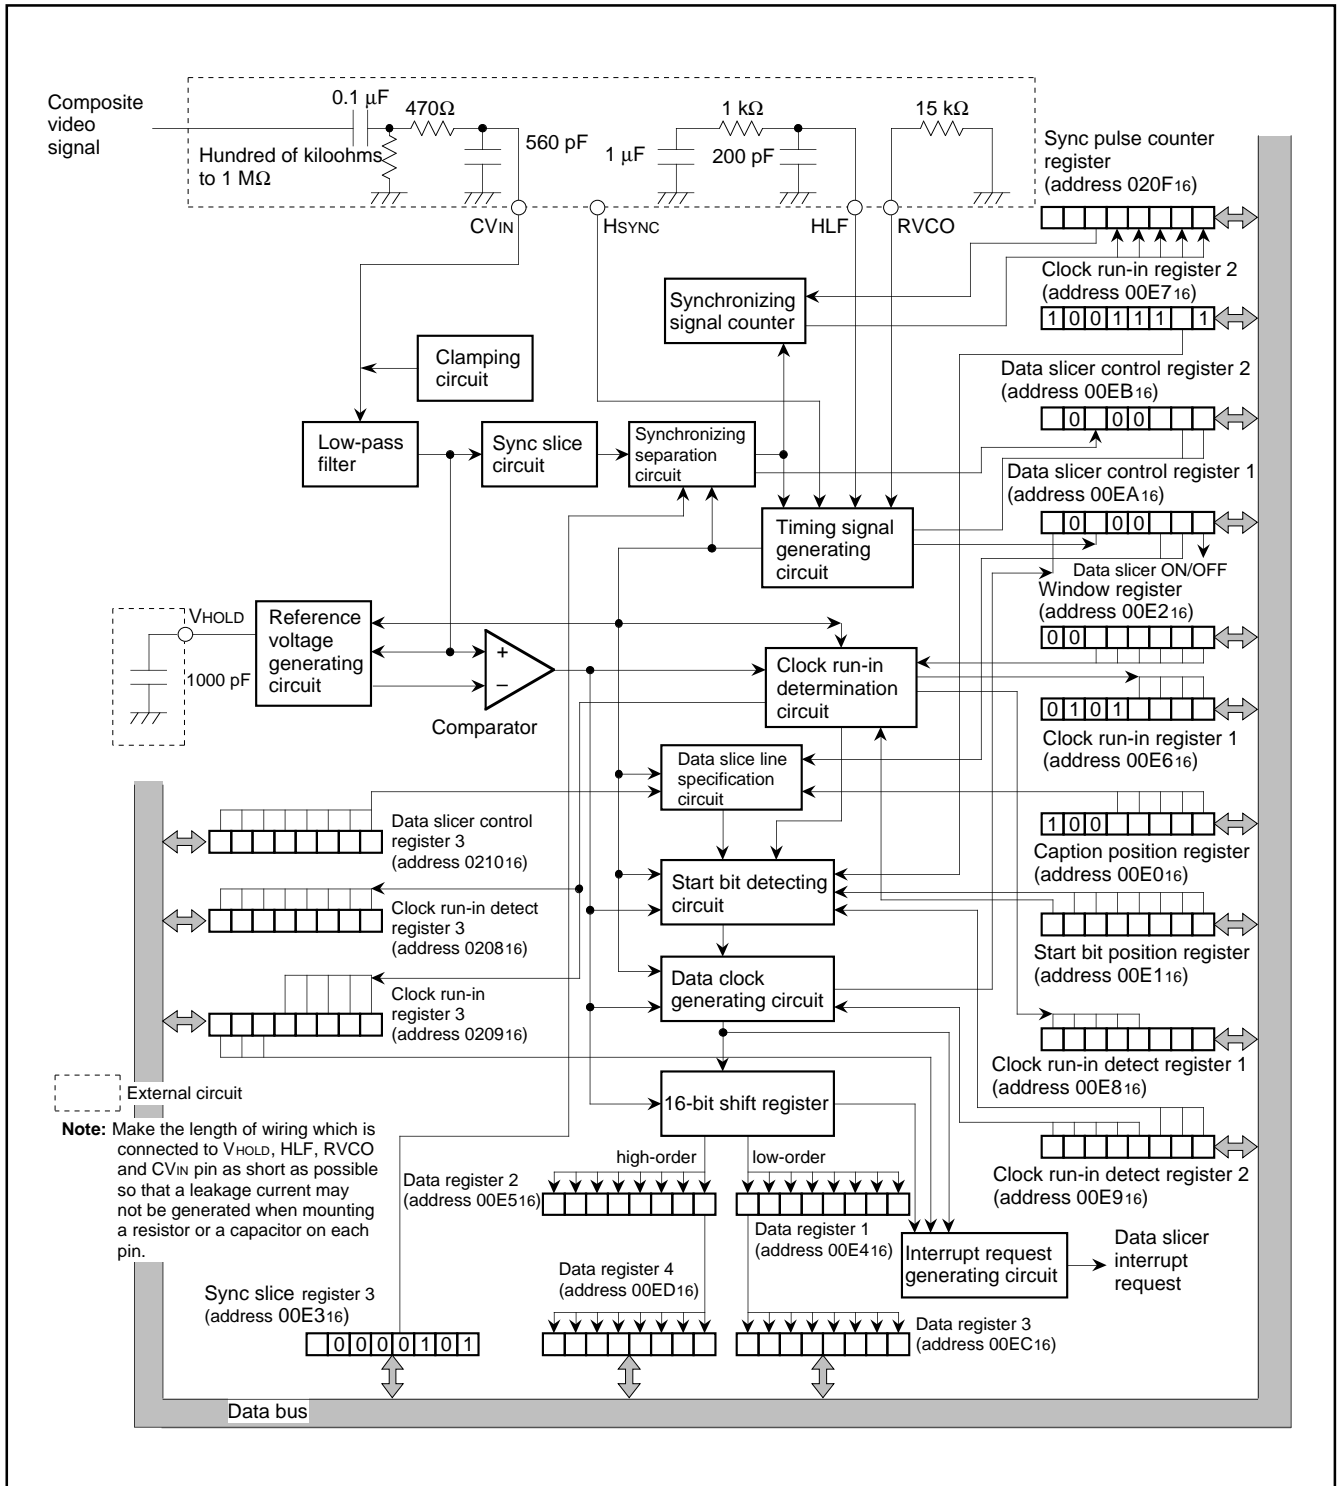 Composite
video
signal
0.1 µF
470Ω
560 pF
Hundred of kiloohms
to 1 MΩ
1 kΩ
1 µF
200 pF
15 kΩ
CVIN
HSYNC
HLF
RVCO
Sync pulse counter
register
(address 020F16)
Clock run-in register 2
(address 00E716)
1 0 0 1 1 1 1
Synchronizing
signal counter
Clamping
circuit
Data slicer control register 2
(address 00EB16)
0 0 0
Low-pass
filter
Sync slice
circuit
Synchronizing
separation
circuit
Data slicer control register 1
(address 00EA16)
0 0 0
Timing signal
generating
circuit
Data slicer ON/OFF
Window register
(address 00E216)
0 0
VHOLD
1000 pF
Reference
voltage
generating
circuit
+
−
Comparator
Clock run-in
determination
circuit
0 1 0 1
Clock run-in register 1
(address 00E616)
Data slice line
specification
circuit
Data slicer control
register 3
(address 021016)
1 0 0
Caption position register
(address 00E016)
Start bit detecting
circuit
Clock run-in detect
register 3
(address 020816)
Start bit position register
(address 00E116)
Data clock
generating circuit
Clock run-in
register 3
(address 020916)
Clock run-in detect register 1
(address 00E816)
External circuit
16-bit shift register
Note: Make the length of wiring which is
connected to VHOLD, HLF, RVCO
and CVIN pin as short as possible
so that a leakage current may
not be generated when mounting
a resistor or a capacitor on each
pin.
high-order
low-order
Clock run-in detect register 2
(address 00E916)
Data register 2
(address 00E516)
Data register 1
(address 00E416)
Interrupt request
generating circuit
Data slicer
interrupt
request
Data register 4
(address 00ED16)
Data register 3
(address 00EC16)
Sync slice register 3
(address 00E316)
0 0 0 0 1 0 1
Data bus